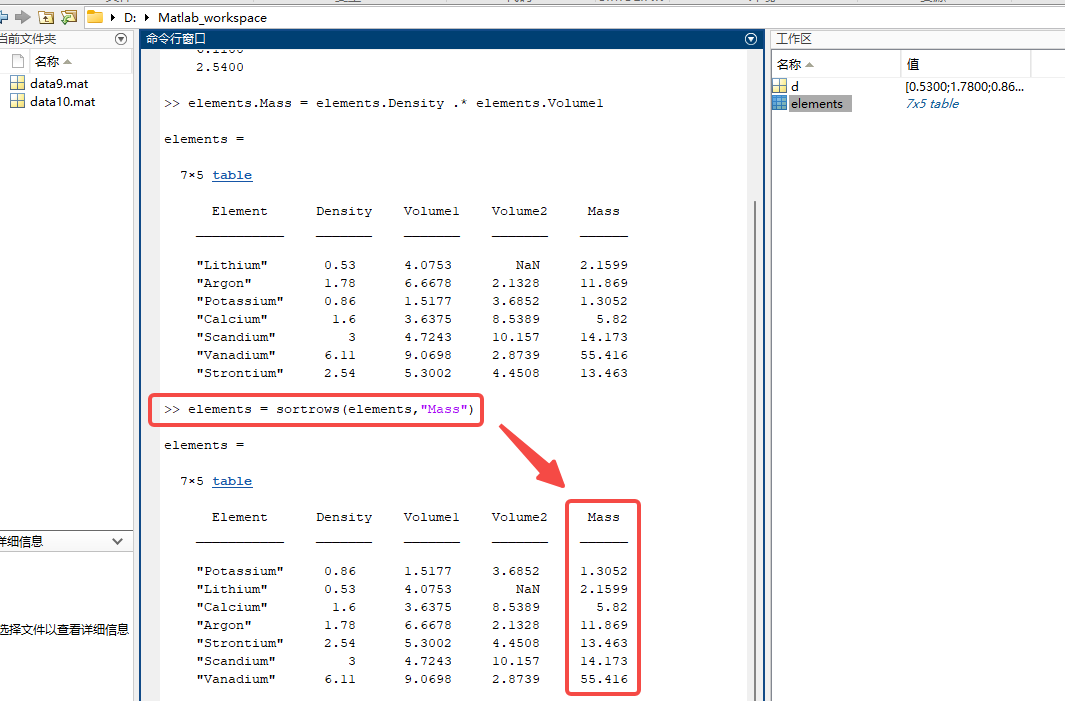 D: Matlab_workspace
当前文件夹
名称
data9.mat
data10.mat
详细信息
选择文件以查看详细信息
命令行窗口
2.5400
>> elements.Mass = elements.Density .* elements.Volume1
elements =
7×5 table
Element Density Volume1 Volume2 Mass
"Lithium" 0.53 4.0753 NaN 2.1599
"Argon" 1.78 6.6678 2.1328 11.869
"Potassium" 0.86 1.5177 3.6852 1.3052
"Calcium" 1.6 3.6375 8.5389 5.82
"Scandium" 3 4.7243 10.157 14.173
"Vanadium" 6.11 9.0698 2.8739 55.416
"Strontium" 2.54 5.3002 4.4508 13.463
>> elements = sortrows(elements,"Mass")
elements =
7×5 table
Element Density Volume1 Volume2 Mass
"Potassium" 0.86 1.5177 3.6852 1.3052
"Lithium" 0.53 4.0753 NaN 2.1599
"Calcium" 1.6 3.6375 8.5389 5.82
"Argon" 1.78 6.6678 2.1328 11.869
"Strontium" 2.54 5.3002 4.4508 13.463
"Scandium" 3 4.7243 10.157 14.173
"Vanadium" 6.11 9.0698 2.8739 55.416
工作区
名称 值
d [0.5300;1.7800;0.86...
elements 7x5 table